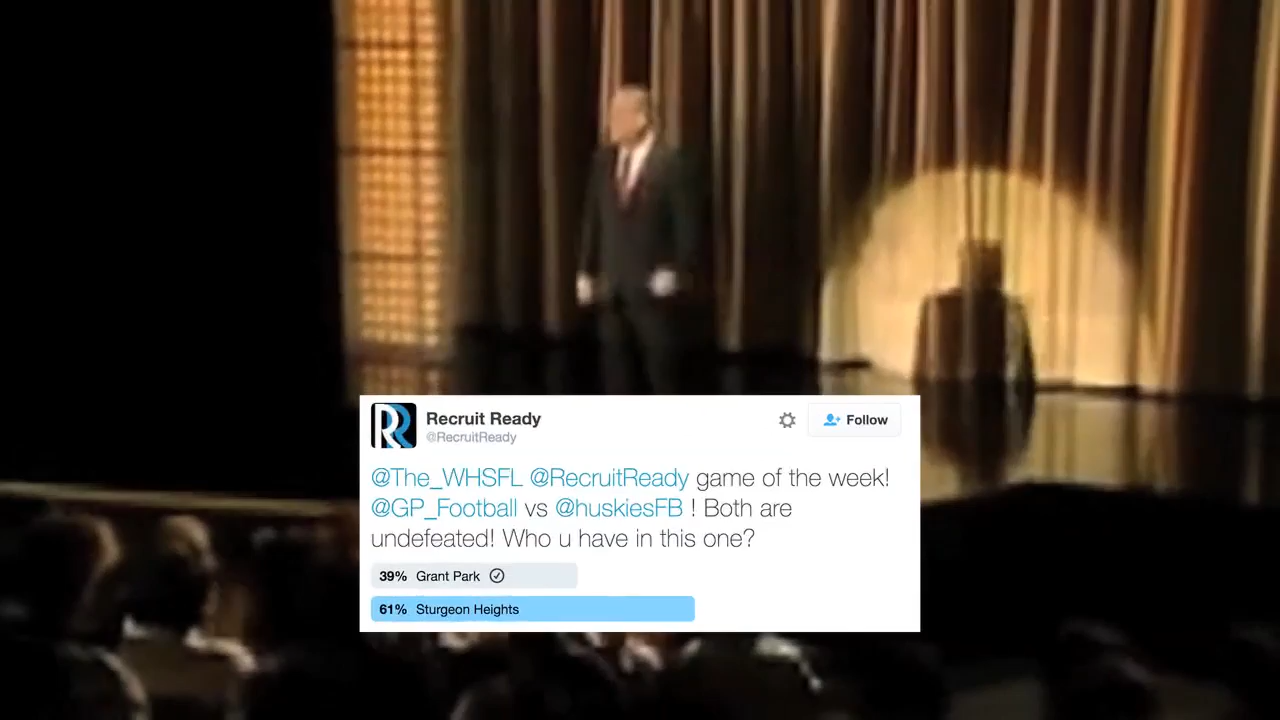 Recruit Ready
@RecruitReady
Follow
@The_WHSFL @RecruitReady game of the week!
@GP_Football vs @huskiesFB ! Both are
undefeated! Who u have in this one?
39% Grant Park
61% Sturgeon Heights